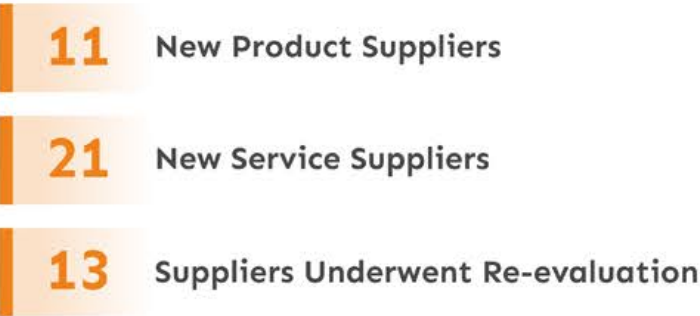 11 New Product Suppliers
21 New Service Suppliers
13 Suppliers Underwent Re-evaluation